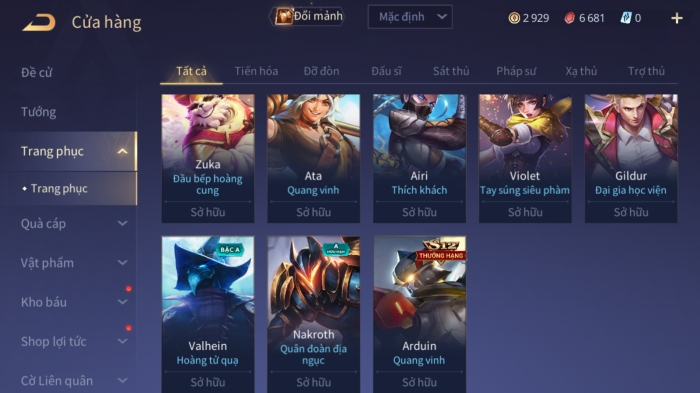 Cửa hàng
Đổi mảnh
Mặc định
2 929
6 681
0
Đề cử
Tướng
Trang phục
Trang phục
Quà cáp
Vật phẩm
Kho báu
Shop lợi tức
Cờ Liên quân
Tất cả
Tiến hóa
Đỡ đòn
Đấu sĩ
Sát thủ
Pháp sư
Xạ thủ
Trợ thủ
Zuka
Đầu bếp hoàng
cung
Sở hữu
Ata
Quang vinh
Sở hữu
Airi
Thích khách
Sở hữu
Violet
Tay súng siêu phàm
Sở hữu
Gildur
Đại gia học viện
Sở hữu
BẬC A
Valhein
Hoàng tử quạ
Sở hữu
A
Nakroth
Quân đoàn địa
ngục
Sở hữu
S12
THƯỞNG HẠNG
Arduin
Quang vinh
Sở hữu